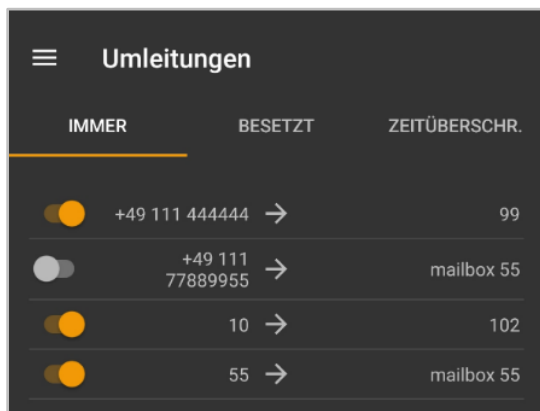 Umleitungen
IMMER BESETZT ZEITÜBERSCHR.
+49 111 444444 → 99
+49 111
77889955 → mailbox 55
10 → 102
55 → mailbox 55